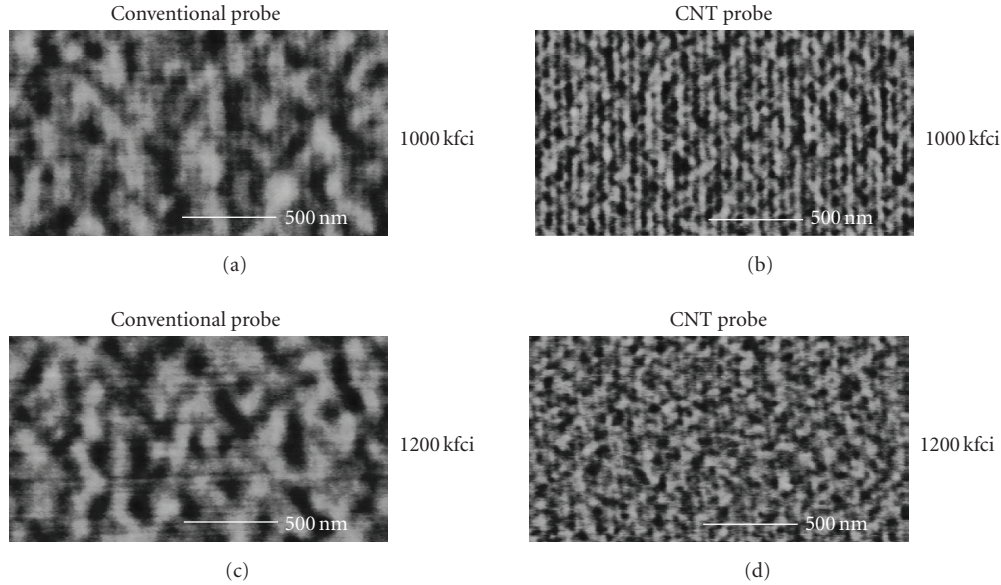 Conventional probe
CNT probe
1000 kfci
1000 kfci
500 nm
500 nm
(a)
(b)
Conventional probe
CNT probe
1200 kfci
1200 kfci
500 nm
500 nm
(c)
(d)